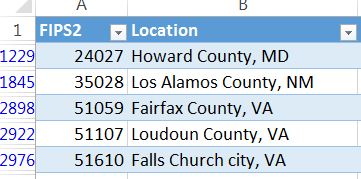 A B
1 FIPS2 Location
1229 24027 Howard County, MD
1845 35028 Los Alamos County, NM
2898 51059 Fairfax County, VA
2922 51107 Loudoun County, VA
2976 51610 Falls Church city, VA